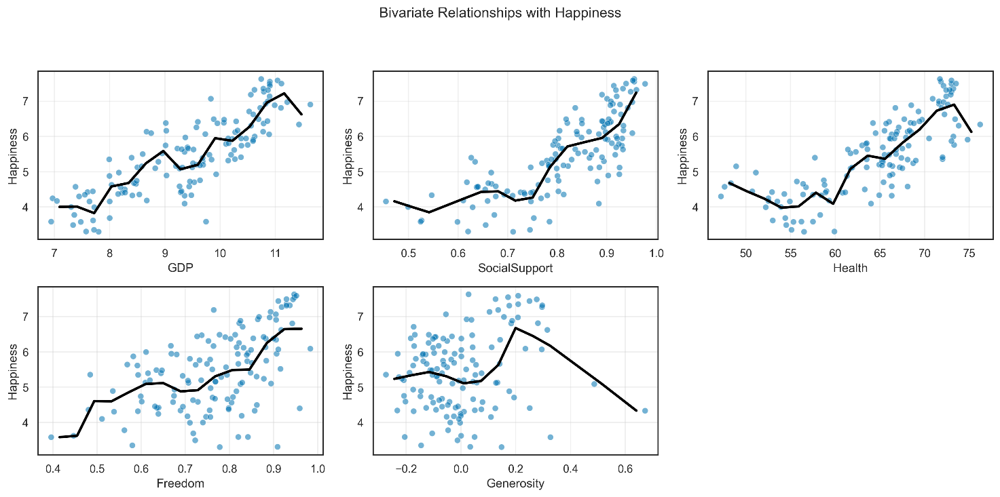 Bivariate Relationships with Happiness
Happiness
7
6
5
4
7 8 9 10 11
GDP
Happiness
7
6
5
4
0.5 0.6 0.7 0.8 0.9 1.0
SocialSupport
Happiness
7
6
5
4
50 55 60 65 70 75
Health
Happiness
7
6
5
4
0.4 0.5 0.6 0.7 0.8 0.9 1.0
Freedom
Happiness
7
6
5
4
−0.2 0.0 0.2 0.4 0.6
Generosity